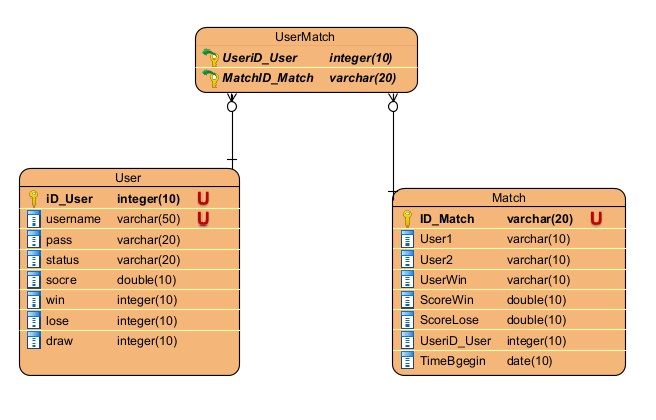 UserMatch
UseriD_User integer(10)
MatchID_Match varchar(20)
User
iD_User integer(10) U
username varchar(50) U
pass varchar(20)
status varchar(20)
socre double(10)
win integer(10)
lose integer(10)
draw integer(10)
Match
ID_Match varchar(20) U
User1 varchar(10)
User2 varchar(10)
UserWin varchar(10)
ScoreWin double(10)
ScoreLose double(10)
UseriD_User integer(10)
TimeBgegin date(10)